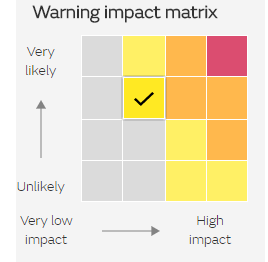 Warning impact matrix
Very
likely
Unlikely
Very low
impact
High
impact